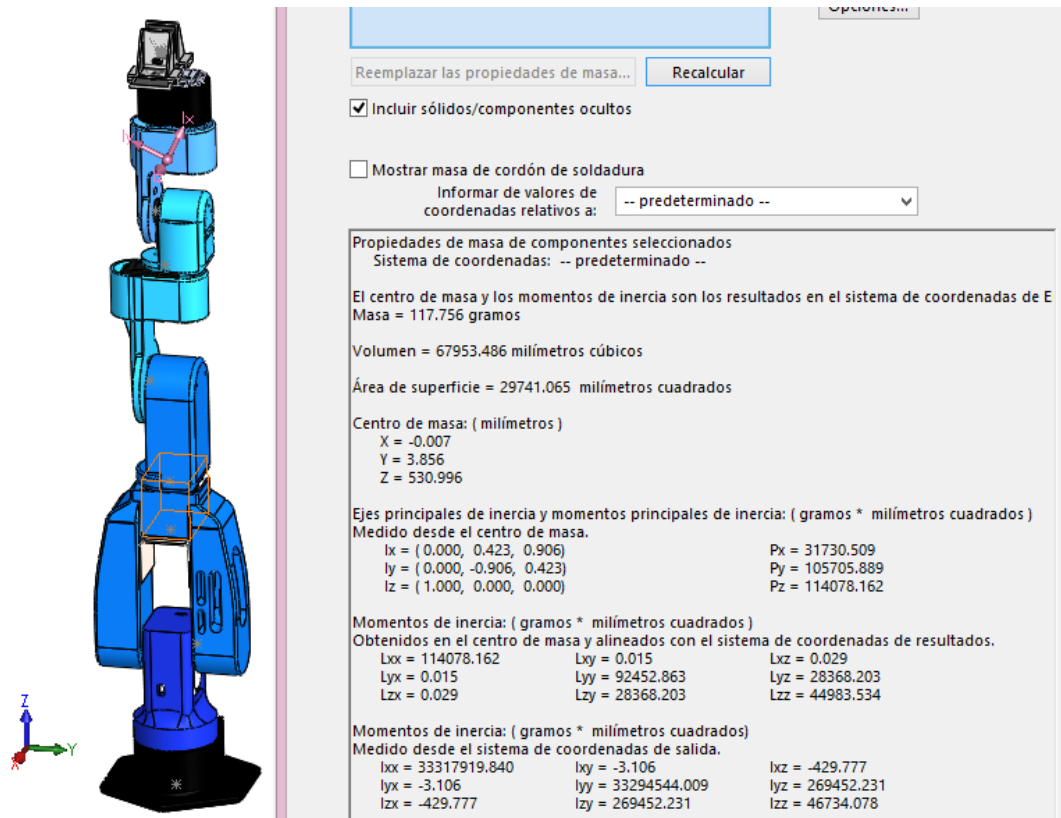 Opciones...
Reemplazar las propiedades de masa... Recalcular
Incluir sólidos/componentes ocultos
Mostrar masa de cordón de soldadura
Informar de valores de
coordenadas relativos a: -- predeterminado --
Propiedades de masa de componentes seleccionados
Sistema de coordenadas: -- predeterminado --
El centro de masa y los momentos de inercia son los resultados en el sistema de coordenadas de E
Masa = 117.756 gramos
Volumen = 67953.486 milímetros cúbicos
Área de superficie = 29741.065 milímetros cuadrados
Centro de masa: ( milímetros )
X = -0.007
Y = 3.856
Z = 530.996
Ejes principales de inercia y momentos principales de inercia: ( gramos * milímetros cuadrados )
Medido desde el centro de masa.
Ix = ( 0.000, 0.423, 0.906) Px = 31730.509
Iy = ( 0.000, -0.906, 0.423) Py = 105705.889
Iz = ( 1.000, 0.000, 0.000) Pz = 114078.162
Momentos de inercia: ( gramos * milímetros cuadrados )
Obtenidos en el centro de masa y alineados con el sistema de coordenadas de resultados.
Lxx = 114078.162 Lxy = 0.015 Lxz = 0.029
Lyx = 0.015 Lyy = 92452.863 Lyz = 28368.203
Lzx = 0.029 Lzy = 28368.203 Lzz = 44983.534
Momentos de inercia: ( gramos * milímetros cuadrados)
Medido desde el sistema de coordenadas de salida.
Ixx = 33317919.840 Ixy = -3.106 Ixz = -429.777
Iyx = -3.106 Iyy = 33294544.009 Iyz = 269452.231
Izx = -429.777 Izy = 269452.231 Izz = 46734.078
Ix
Iy
Z
Y
X